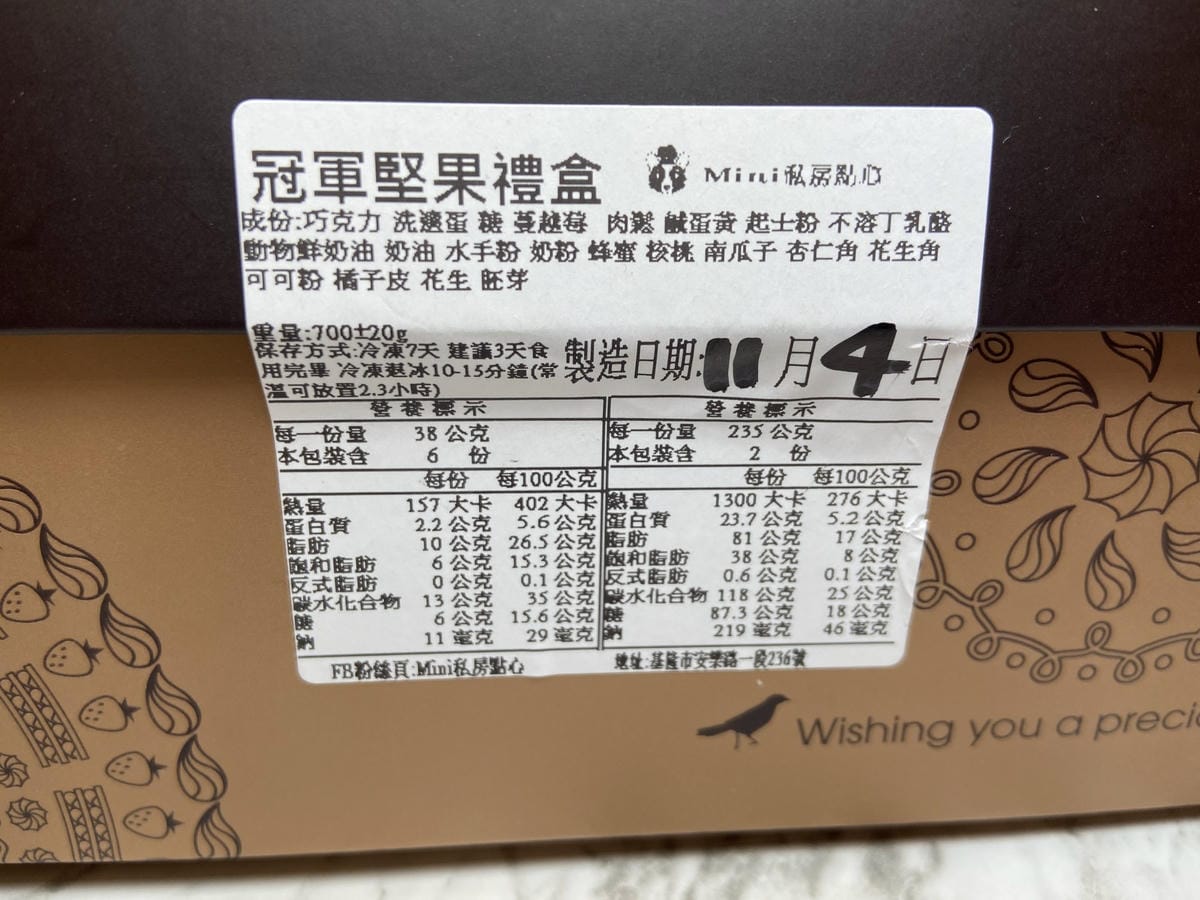 冠軍堅果禮盒 Mini私房點心
成份:巧克力 洗選蛋 糖 蔓越莓 肉鬆 鹹蛋黃 起士粉 不溶丁乳酪
動物鮮奶油 奶油 水手粉 奶粉 蜂蜜 核桃 南瓜子 杏仁角 花生角
可可粉 橘子皮 花生 胚芽
重量:700±20g
保存方式:冷凍7天 建議3天食
用完畢 冷凍退冰10-15分鐘(常
溫可放置2.3小時)
製造日期:11月4日
營養標示
每一份量 38 公克
本包裝含 6 份
每份 每100公克
熱量 157 大卡 402 大卡
蛋白質 2.2 公克 5.6 公克
脂肪 10 公克 26.5 公克
飽和脂肪 6 公克 15.3 公克
反式脂肪 0 公克 0.1 公克
碳水化合物 13 公克 35 公克
糖 6 公克 15.6 公克
鈉 11 毫克 29 毫克
營養標示
每一份量 235 公克
本包裝含 2 份
每份 每100公克
熱量 1300 大卡 276 大卡
蛋白質 23.7 公克 5.2 公克
脂肪 81 公克 17 公克
飽和脂肪 38 公克 8 公克
反式脂肪 0.6 公克 0.1 公克
碳水化合物 118 公克 25 公克
糖 87.3 公克 18 公克
鈉 219 毫克 46 毫克
FB粉絲頁:Mini私房點心
地址:基隆市安樂路一段236號
Wishing you a preci